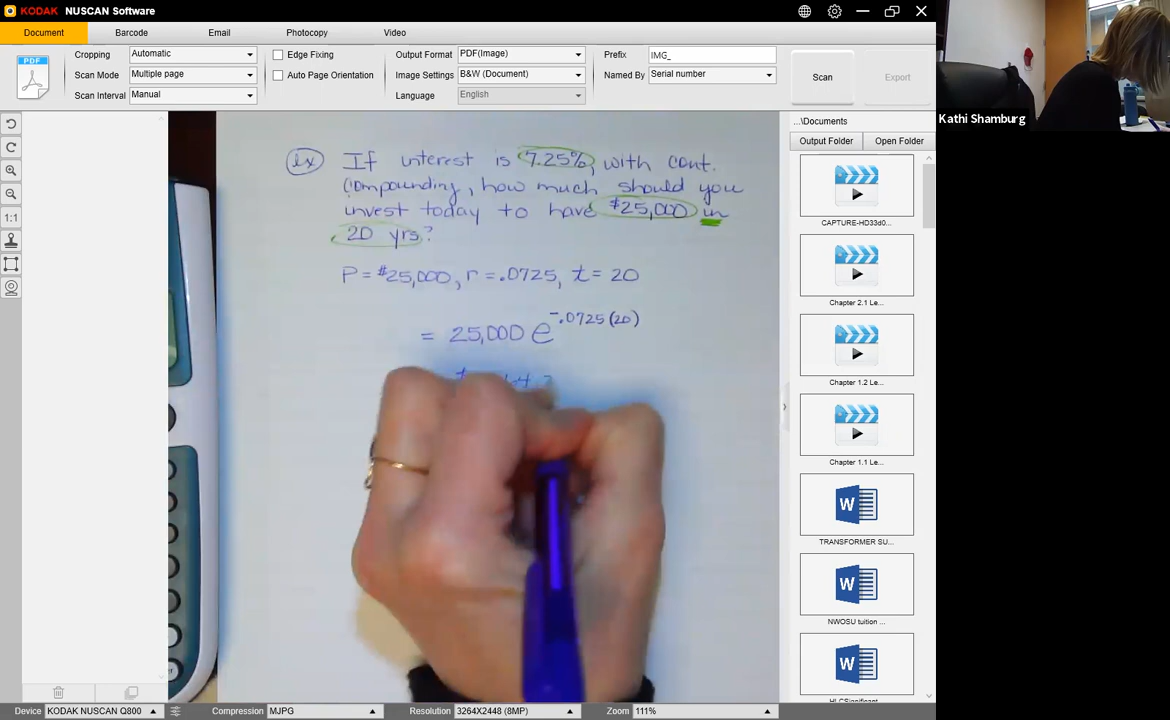 KODAK NUSCAN Software
Document Barcode Email Photocopy Video
PDF
Cropping Automatic
Scan Mode Multiple page
Scan Interval Manual
Edge Fixing
Auto Page Orientation
Output Format PDF(Image)
Image Settings B&W (Document)
Language English
Prefix IMG_
Named By Serial number
Scan
Export
1:1
ex If interest is 7.25%, with cont.
compounding, how much should you
invest today to have $25,000 in
20 yrs?
P = $25,000, r = .0725, t = 20
= 25,000 e^-.0725(20)
Kathi Shamburg
...\Documents
Output Folder Open Folder
CAPTURE-HD33d0...
Chapter 2.1 Le...
Chapter 1.2 Le...
Chapter 1.1 Le...
TRANSFORMER SU...
NWOSU tuition ...
Device KODAK NUSCAN Q800 Compression MJPG Resolution 3264X2448 (8MP) Zoom 111%